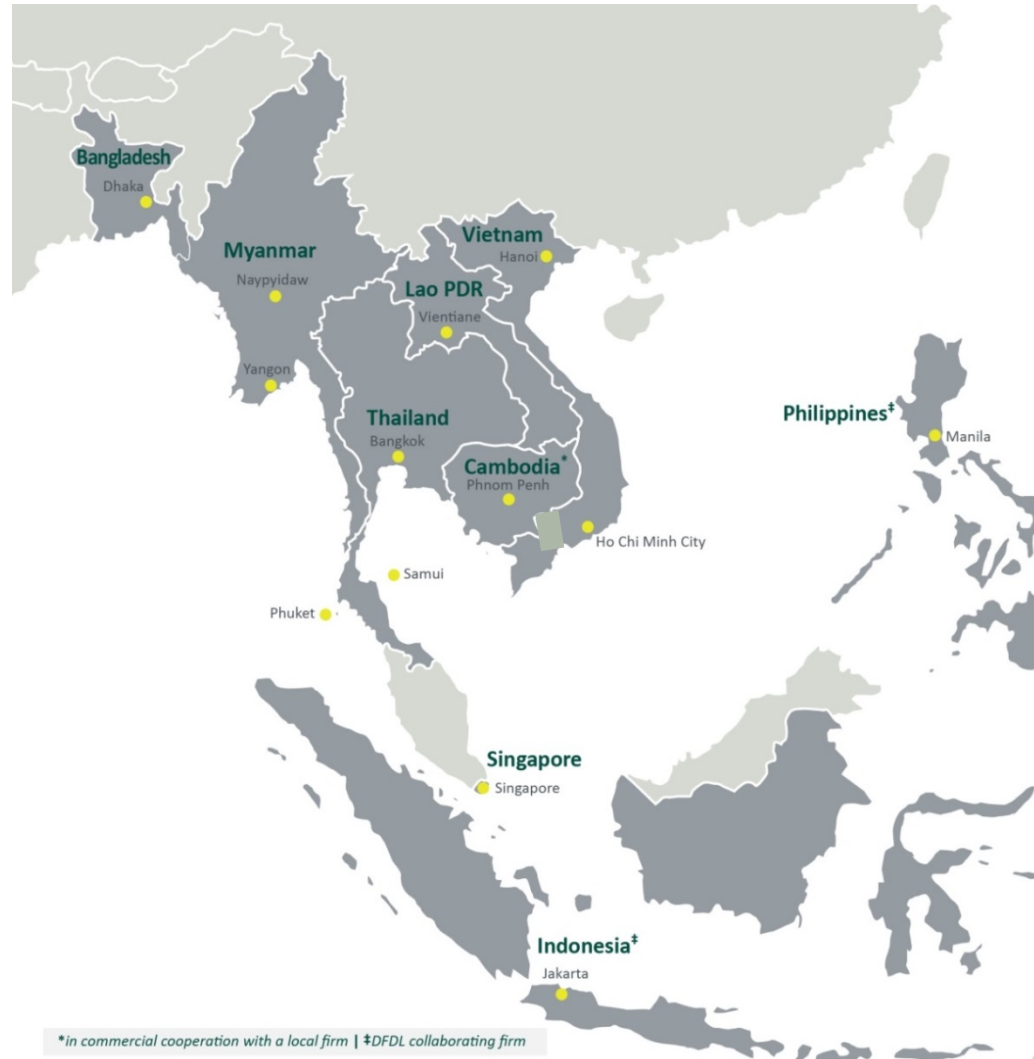 Bangladesh
Dhaka
Myanmar
Naypyidaw
Yangon
Vietnam
Hanoi
Lao PDR
Vientiane
Thailand
Bangkok
Cambodia*
Phnom Penh
Ho Chi Minh City
Samui
Phuket
Philippines‡
Manila
Singapore
Singapore
Indonesia‡
Jakarta
*in commercial cooperation with a local firm | ‡DFDL collaborating firm